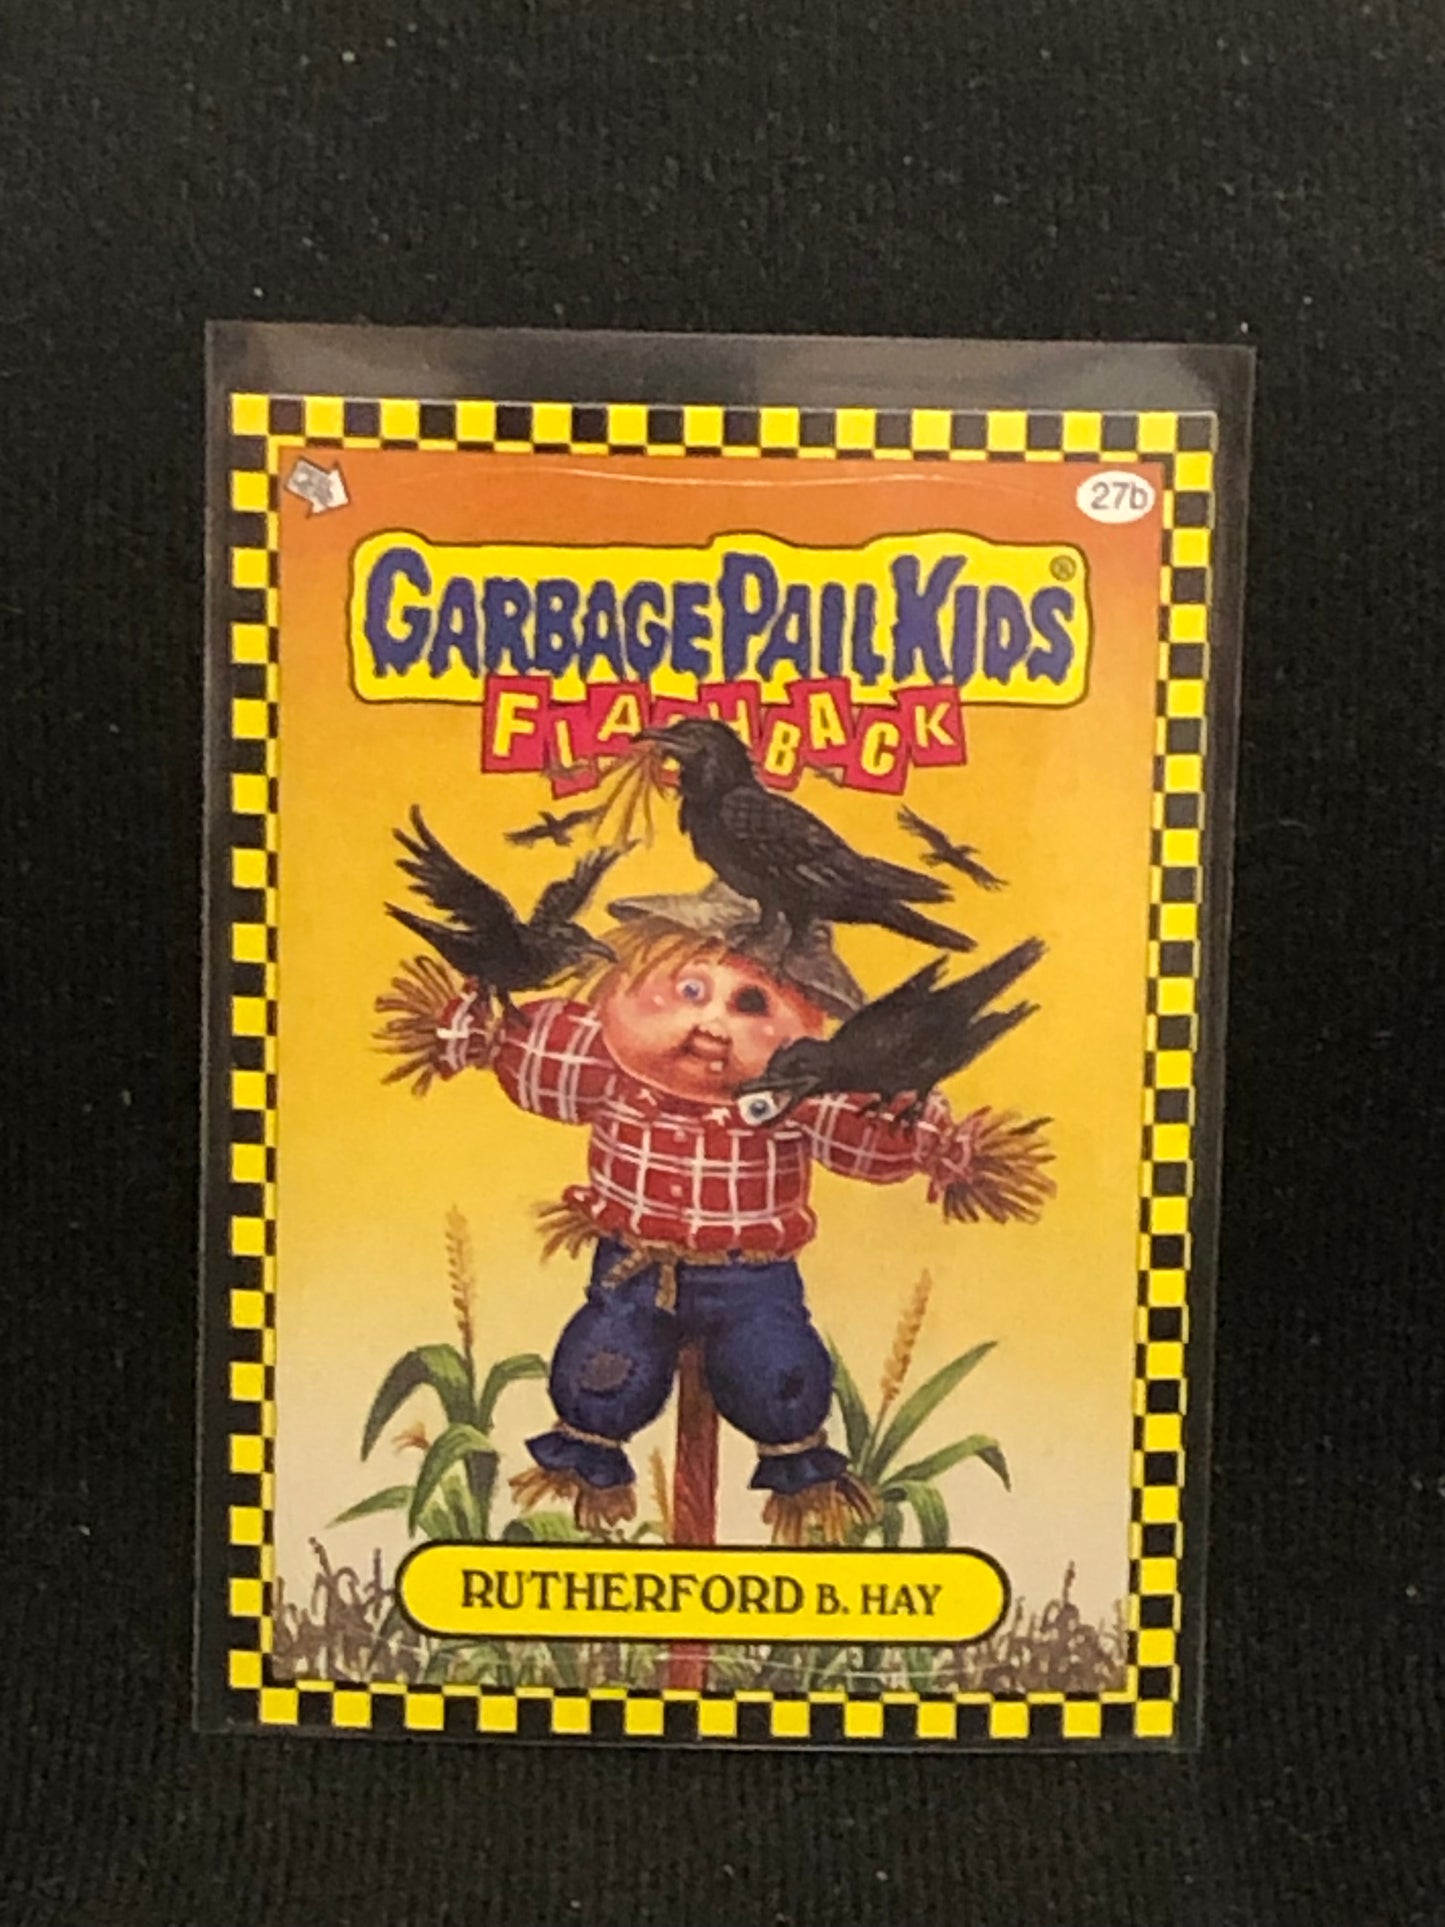 27b
GARBAGE PAIL KIDS®
FLASHBACK
RUTHERFORD B. HAY